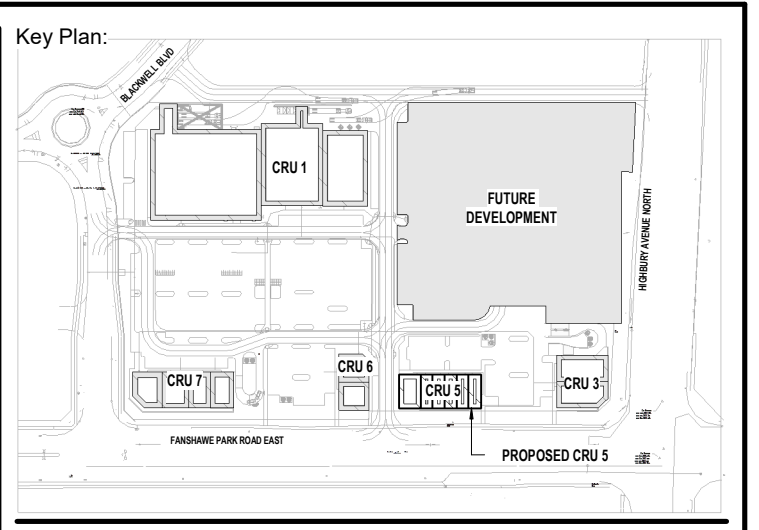 Key Plan:
BLACKWELL BLVD
CRU 1
FUTURE
DEVELOPMENT
HIGHBURY AVENUE NORTH
CRU 6
CRU 7
CRU 5
CRU 3
FANSHAWE PARK ROAD EAST
PROPOSED CRU 5